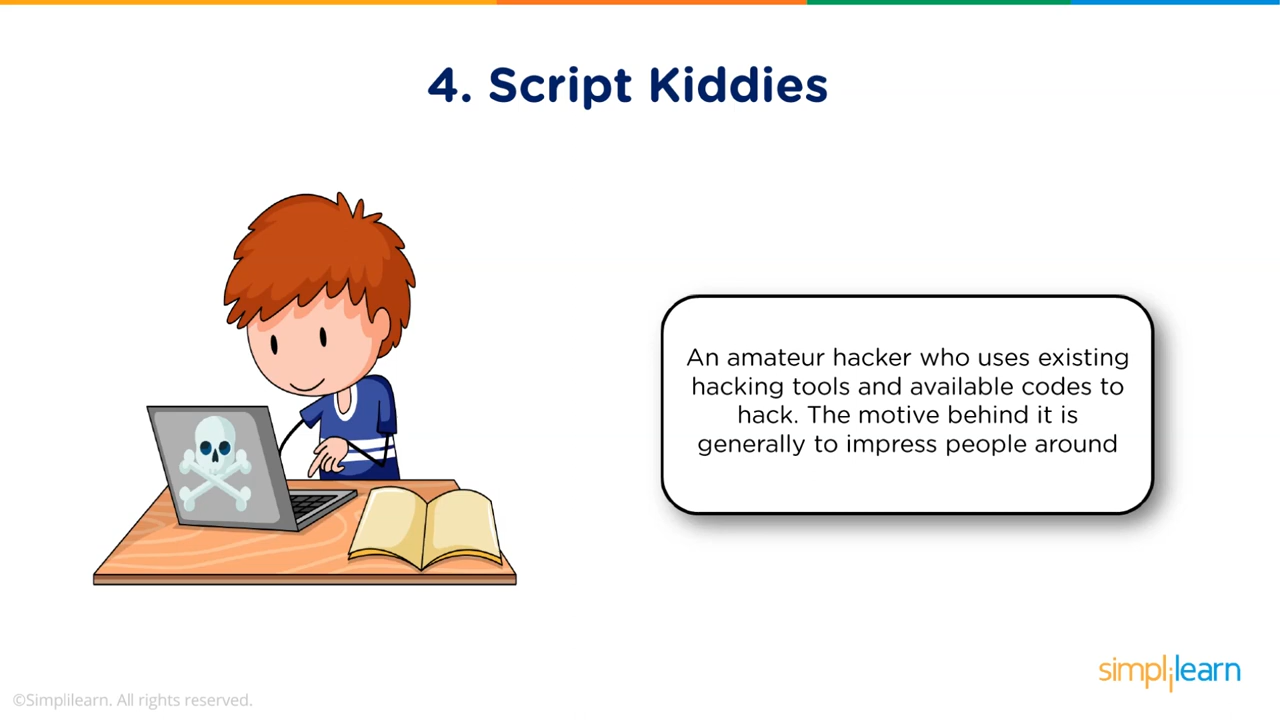 4. Script Kiddies
An amateur hacker who uses existing
hacking tools and available codes to
hack. The motive behind it is
generally to impress people around
simplilearn
©Simplilearn. All rights reserved.